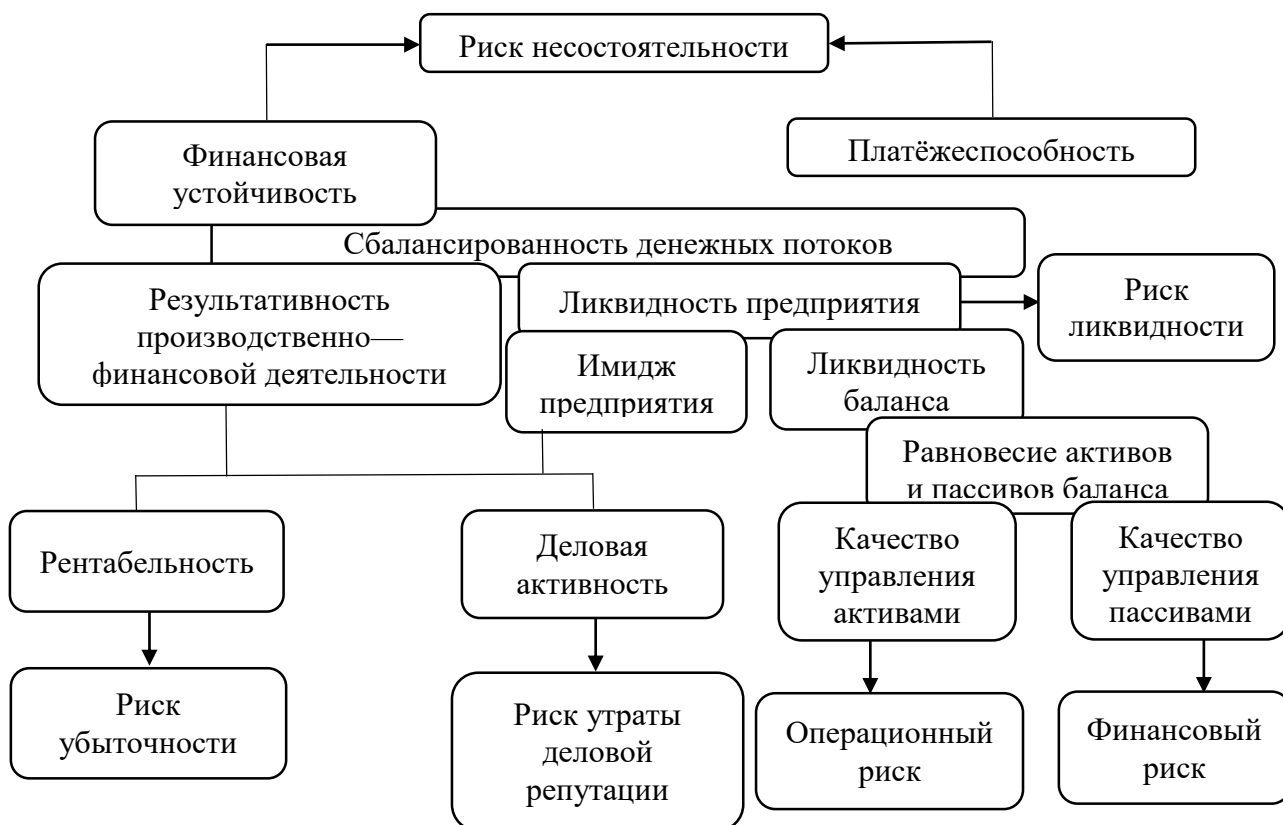 Риск несостоятельности
Финансовая
устойчивость
Платёжеспособность
Сбалансированность денежных потоков
Результативность
производственно—
финансовой деятельности
Ликвидность предприятия
Риск
ликвидности
Имидж
предприятия
Ликвидность
баланса
Равновесие активов
и пассивов баланса
Рентабельность
Деловая
активность
Качество
управления
активами
Качество
управления
пассивами
Риск
убыточности
Риск утраты
деловой
репутации
Операционный
риск
Финансовый
риск